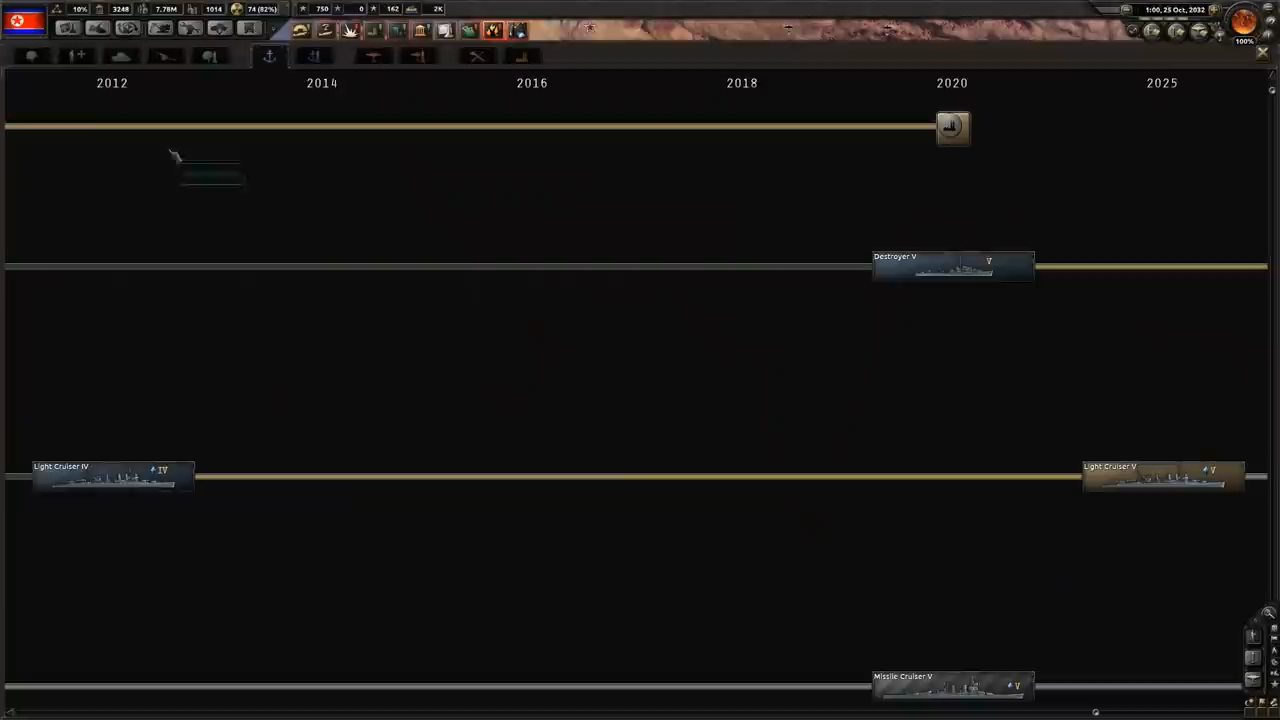 10% 3248 7.78M 1014 74 (82%) 750 0 162 2K 1:00, 25 Oct, 2032
100%
2012 2014 2016 2018 2020 2025
Destroyer V V
Light Cruiser IV IV Light Cruiser V V
Missile Cruiser V V